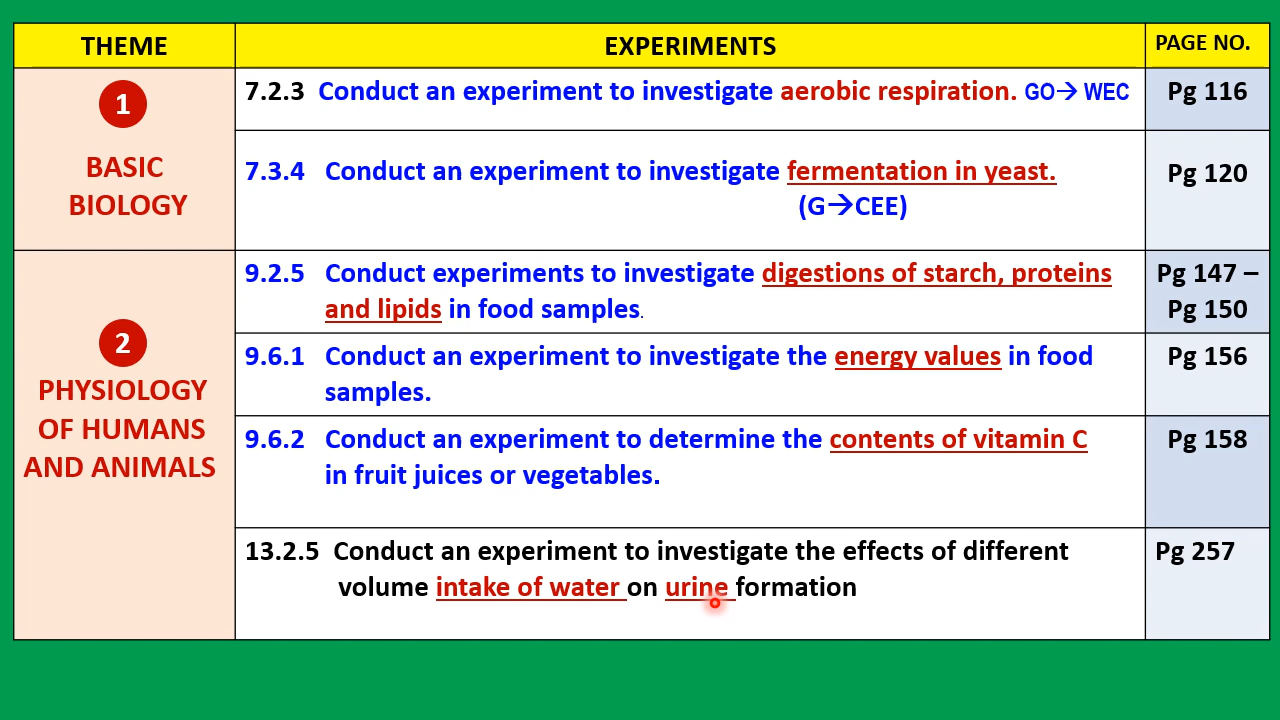 THEME EXPERIMENTS PAGE NO.
1
BASIC
BIOLOGY
7.2.3 Conduct an experiment to investigate aerobic respiration. GO→ WEC Pg 116
7.3.4 Conduct an experiment to investigate fermentation in yeast. Pg 120
(G→CEE)
2
PHYSIOLOGY
OF HUMANS
AND ANIMALS
9.2.5 Conduct experiments to investigate digestions of starch, proteins Pg 147 –
and lipids in food samples. Pg 150
9.6.1 Conduct an experiment to investigate the energy values in food Pg 156
samples.
9.6.2 Conduct an experiment to determine the contents of vitamin C Pg 158
in fruit juices or vegetables.
13.2.5 Conduct an experiment to investigate the effects of different Pg 257
volume intake of water on urine formation